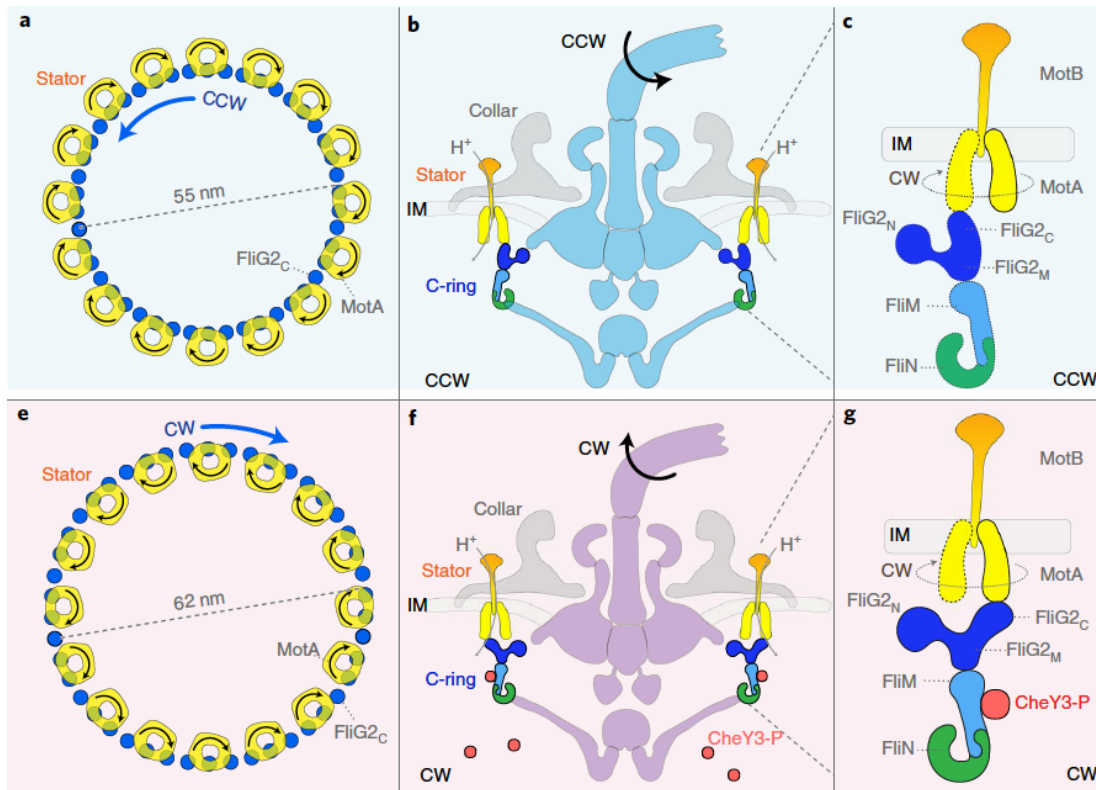 a
Stator
CCW
55 nm
FliG2C
MotA
b
CCW
Collar
H+
H+
Stator
IM
C-ring
CCW
c
MotB
IM
CW
MotA
FliG2N
FliG2C
FliG2M
FliM
FliN
CCW
e
CW
Stator
62 nm
MotA
FliG2C
f
CW
Collar
H+
H+
Stator
IM
C-ring
CheY3-P
CW
g
MotB
IM
CW
MotA
FliG2N
FliG2C
FliG2M
FliM
CheY3-P
FliN
CW